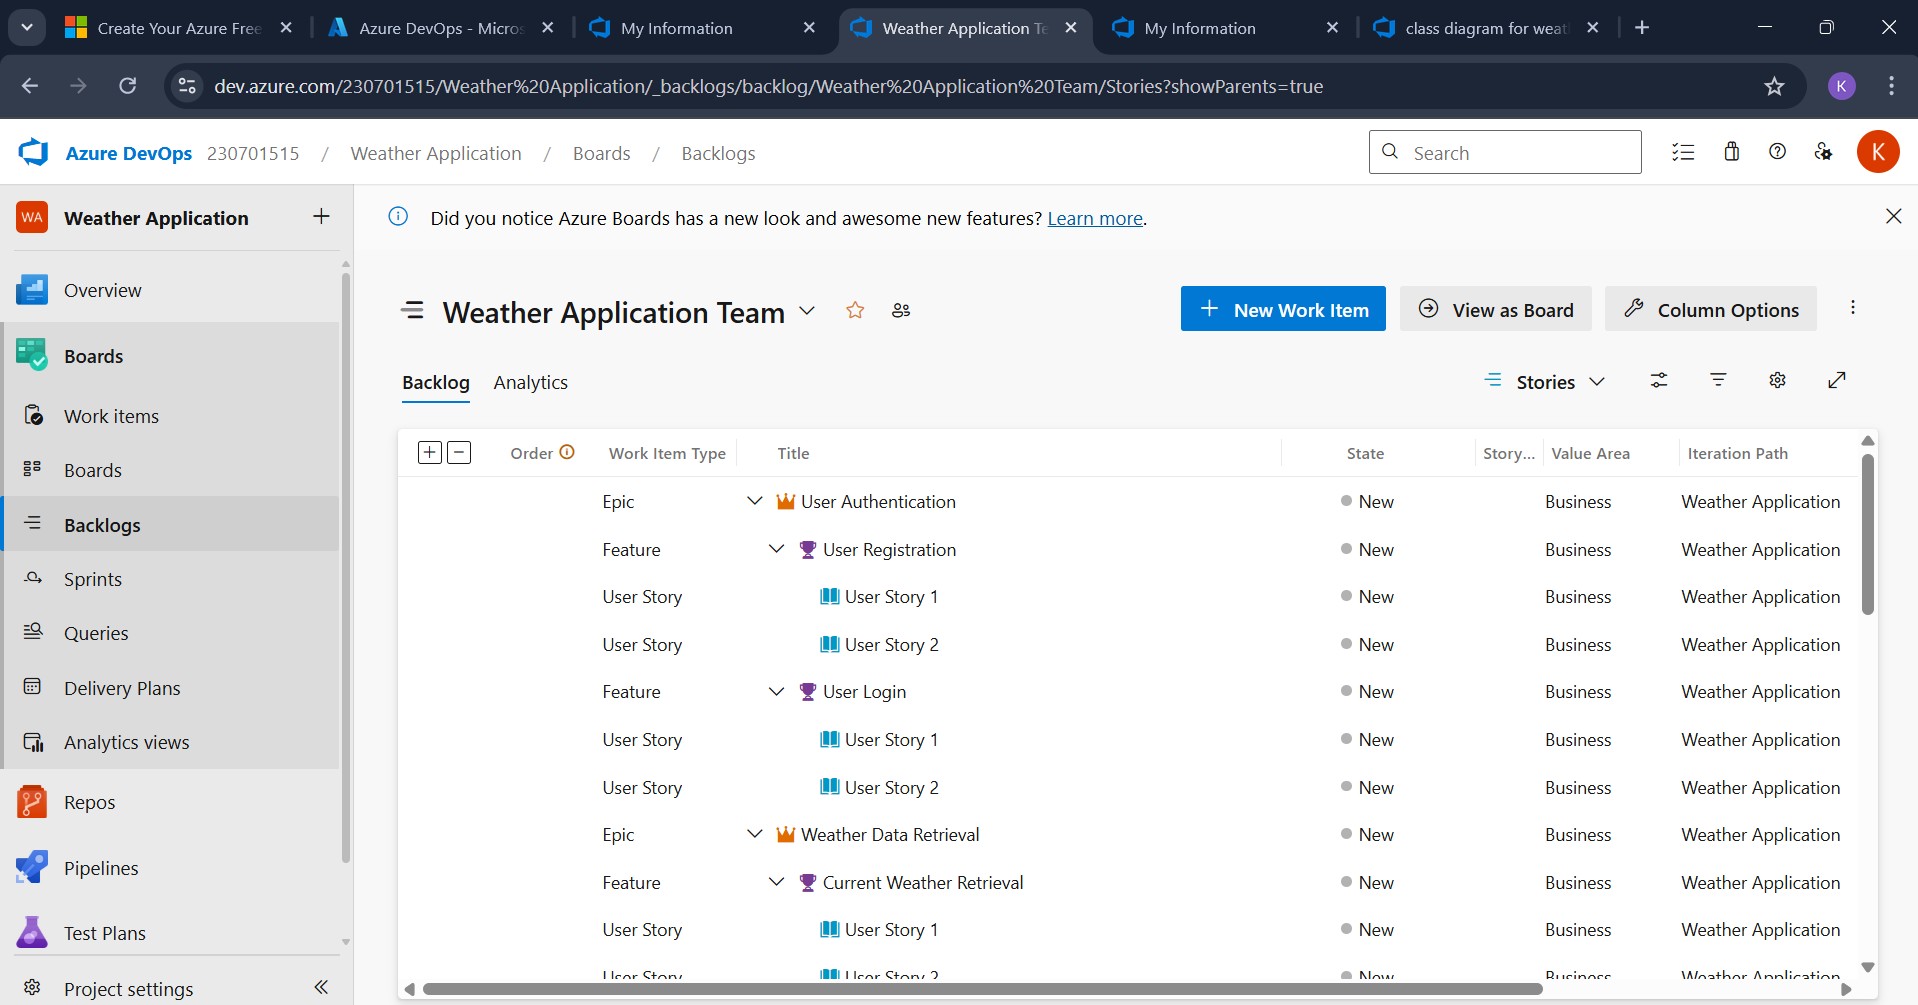 Create Your Azure Free
Azure DevOps - Micros
My Information
Weather Application Te
My Information
class diagram for weat
dev.azure.com/230701515/Weather%20Application/_backlogs/backlog/Weather%20Application%20Team/Stories?showParents=true
K
Azure DevOps 230701515 / Weather Application / Boards / Backlogs
Search
K
WA Weather Application
Did you notice Azure Boards has a new look and awesome new features? Learn more.
Overview
Boards
Work items
Boards
Backlogs
Sprints
Queries
Delivery Plans
Analytics views
Repos
Pipelines
Test Plans
Project settings
Weather Application Team
New Work Item
View as Board
Column Options
Backlog Analytics
Stories
Order Work Item Type Title State Story... Value Area Iteration Path
Epic User Authentication New Business Weather Application
Feature User Registration New Business Weather Application
User Story User Story 1 New Business Weather Application
User Story User Story 2 New Business Weather Application
Feature User Login New Business Weather Application
User Story User Story 1 New Business Weather Application
User Story User Story 2 New Business Weather Application
Epic Weather Data Retrieval New Business Weather Application
Feature Current Weather Retrieval New Business Weather Application
User Story User Story 1 New Business Weather Application
User Story User Story 2 New Business Weather Application